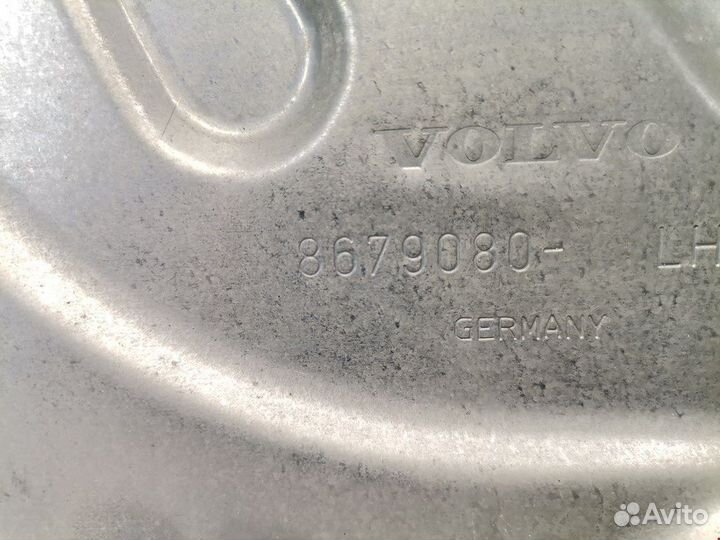 VOLVO
8679080- LH
GERMANY
Avito